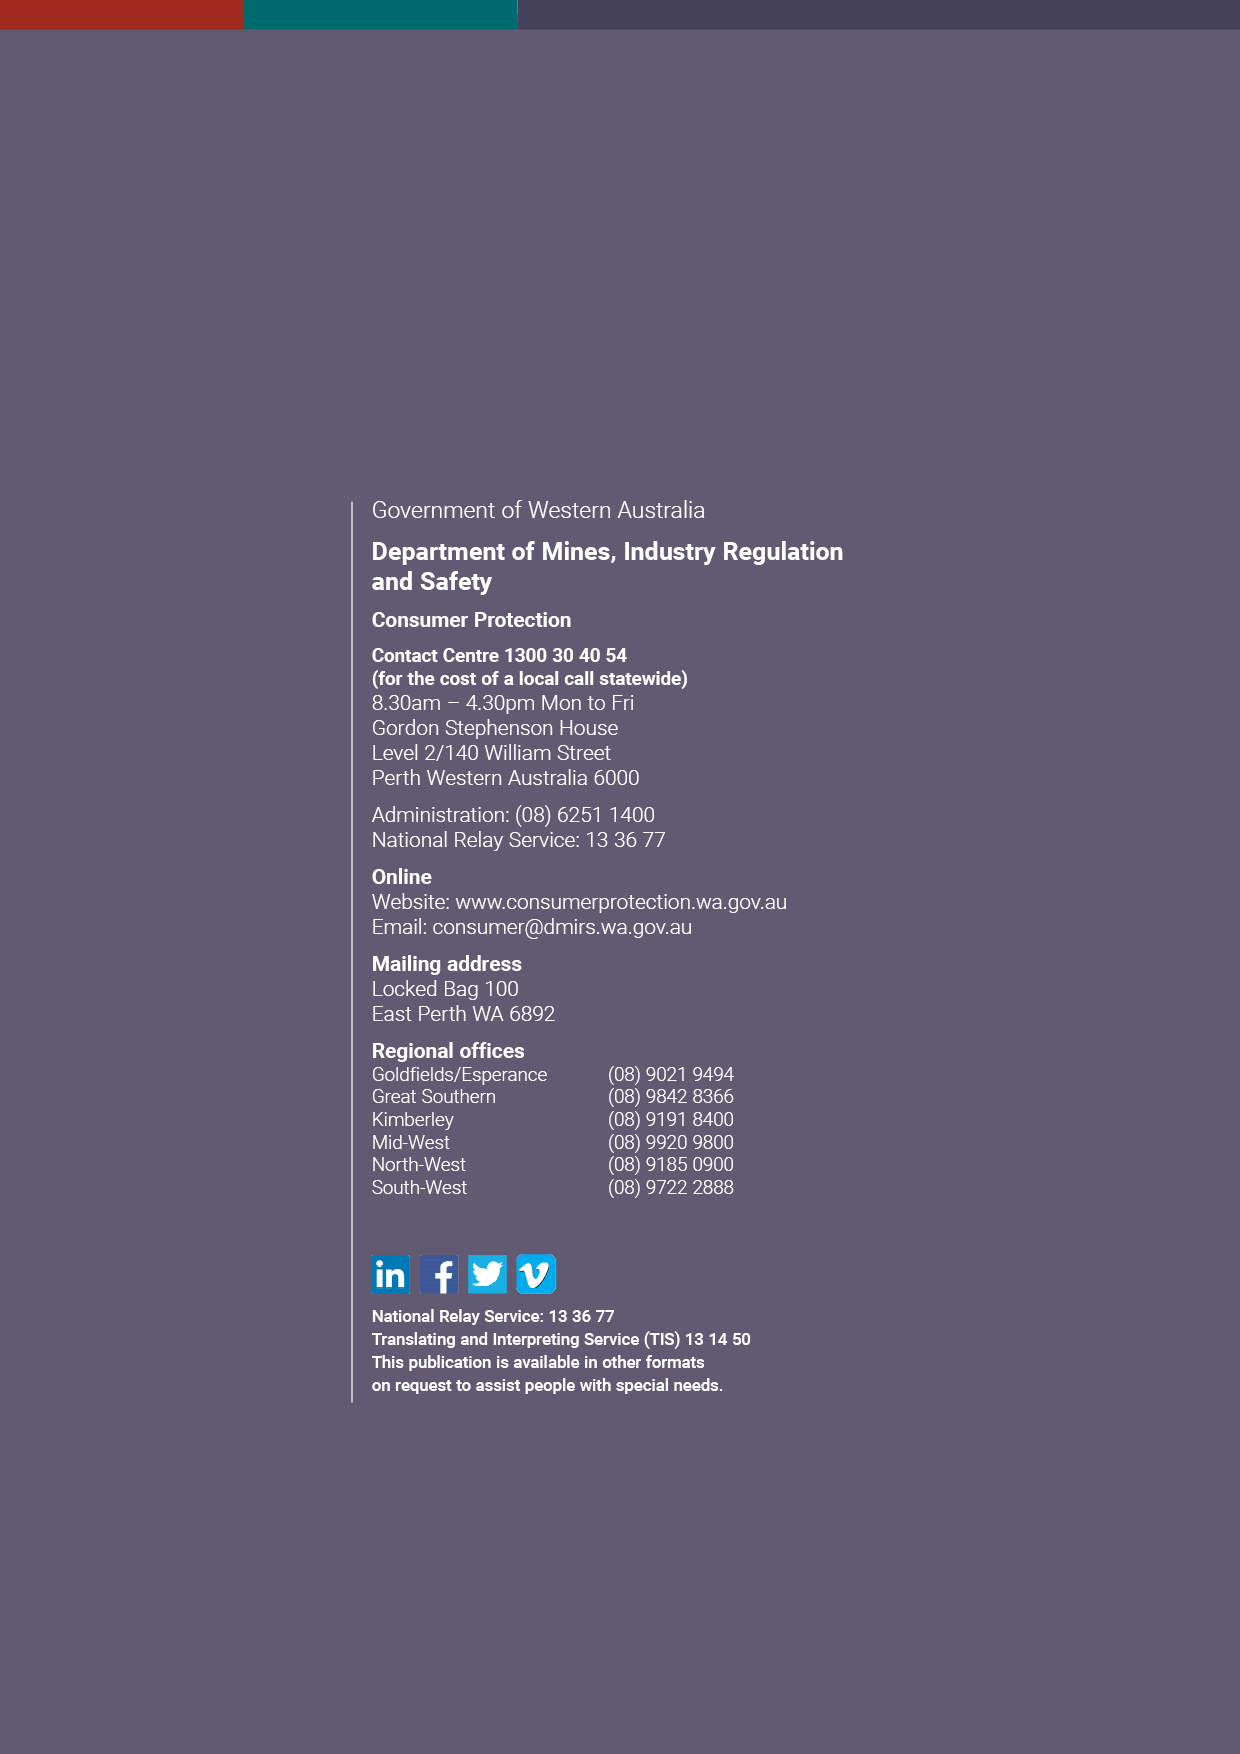 Government of Western Australia
Department of Mines, Industry Regulation
and Safety
Consumer Protection
Contact Centre 1300 30 40 54
(for the cost of a local call statewide)
8.30am – 4.30pm Mon to Fri
Gordon Stephenson House
Level 2/140 William Street
Perth Western Australia 6000
Administration: (08) 6251 1400
National Relay Service: 13 36 77
Online
Website: www.consumerprotection.wa.gov.au
Email: consumer@dmirs.wa.gov.au
Mailing address
Locked Bag 100
East Perth WA 6892
Regional offices
Goldfields/Esperance (08) 9021 9494
Great Southern (08) 9842 8366
Kimberley (08) 9191 8400
Mid-West (08) 9920 9800
North-West (08) 9185 0900
South-West (08) 9722 2888
National Relay Service: 13 36 77
Translating and Interpreting Service (TIS) 13 14 50
This publication is available in other formats
on request to assist people with special needs.